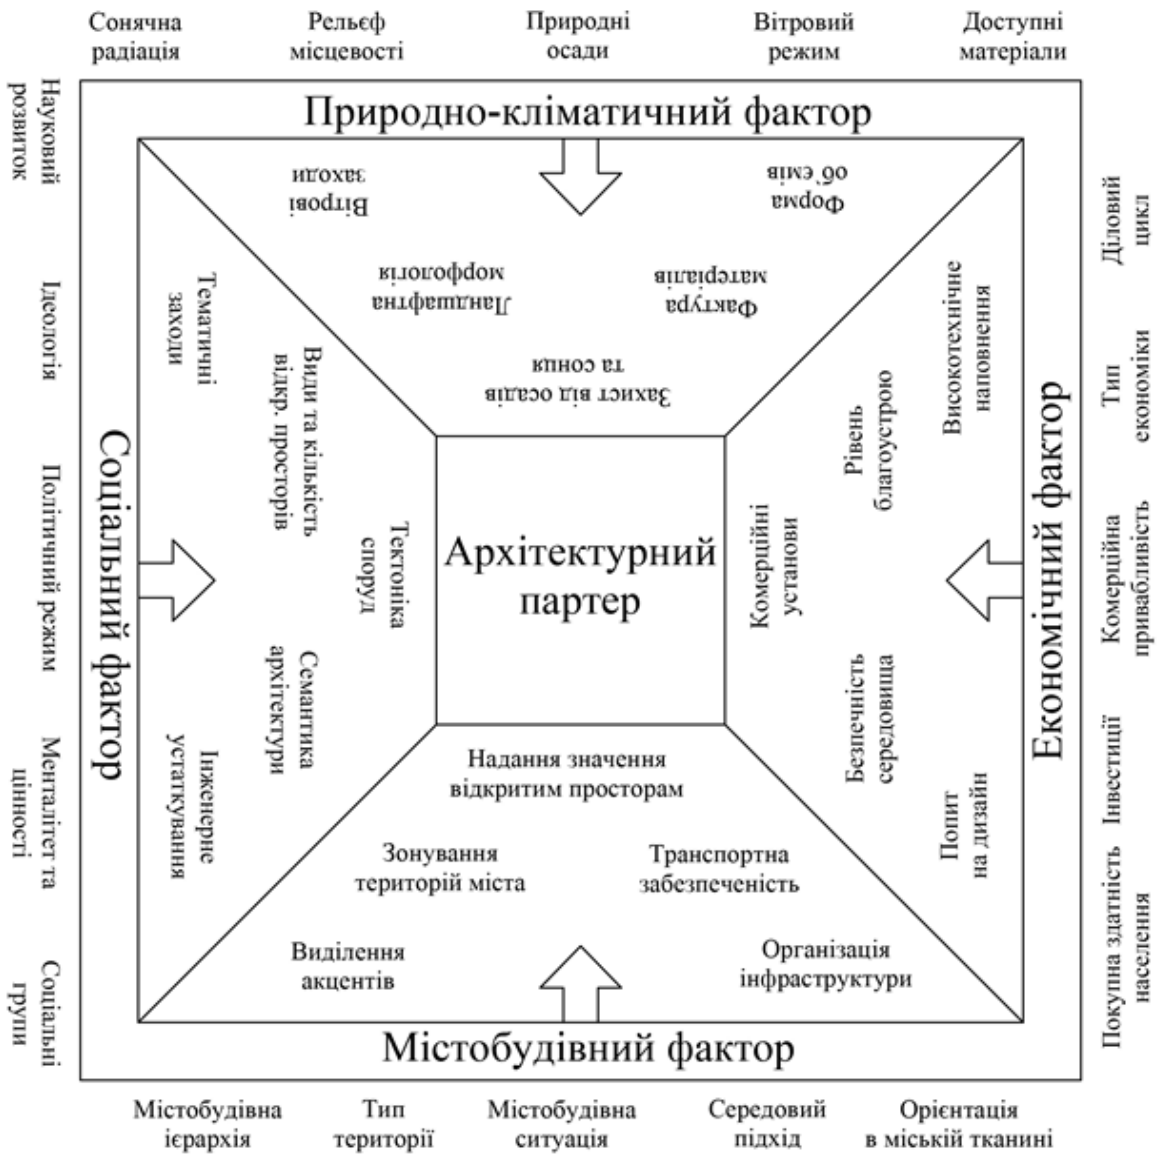 Сонячна
радіація
Рельєф
місцевості
Природні
осади
Вітровий
режим
Доступні
матеріали
Природно-кліматичний фактор
Вітрові
заходи
Ландшафтна
морфологія
Захист від осадів
та сонця
Фактура
матеріалів
Форма
об`ємів
Науковий
розвиток
Ідеологія
Політичний режим
Менталітет та
цінності
Соціальні
групи
Соціальний фактор
Тематичні
заходи
Види та кількість
відкр. просторів
Тектоніка
споруд
Семантика
архітектури
Інженерне
устаткування
Архітектурний
партер
Комерційні
установи
Рівень
благоустрою
Високотехнічне
наповнення
Безпечність
середовища
Попит
на дизайн
Економічний фактор
Діловий
цикл
Тип
економіки
Комерційна
привабливість
Інвестиції
Покупна здатність
населення
Надання значення
відкритим просторам
Зонування
територій міста
Транспортна
забезпеченість
Виділення
акцентів
Організація
інфраструктури
Містобудівний фактор
Містобудівна
ієрархія
Тип
території
Містобудівна
ситуація
Середовий
підхід
Орієнтація
в міській тканині